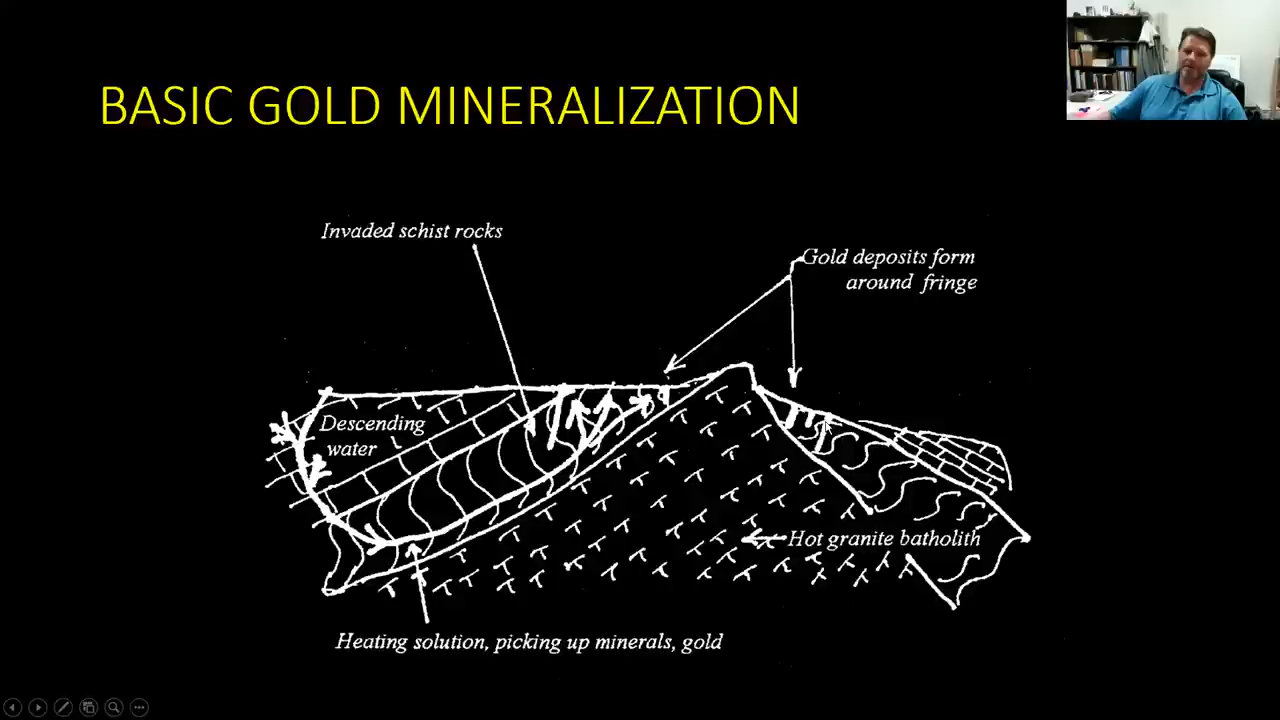 BASIC GOLD MINERALIZATION
Invaded schist rocks
Gold deposits form
around fringe
Descending
water
Hot granite batholith
Heating solution, picking up minerals, gold